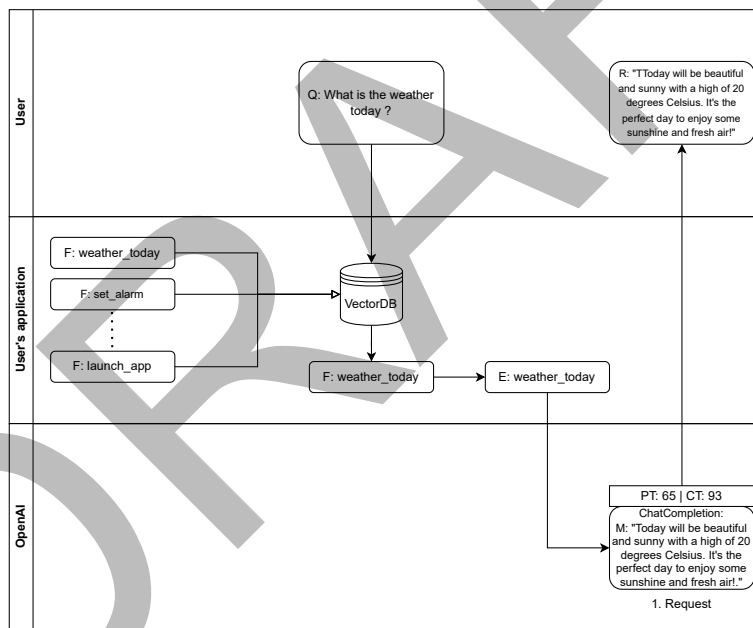 User
Q: What is the weather
today ?
R: "TToday will be beautiful
and sunny with a high of 20
degrees Celsius. It's the
perfect day to enjoy some
sunshine and fresh air!"
User's application
F: weather_today
F: set_alarm
F: launch_app
VectorDB
F: weather_today
E: weather_today
OpenAI
PT: 65 | CT: 93
ChatCompletion:
M: "Today will be beautiful
and sunny with a high of 20
degrees Celsius. It's the
perfect day to enjoy some
sunshine and fresh air!."
1. Request